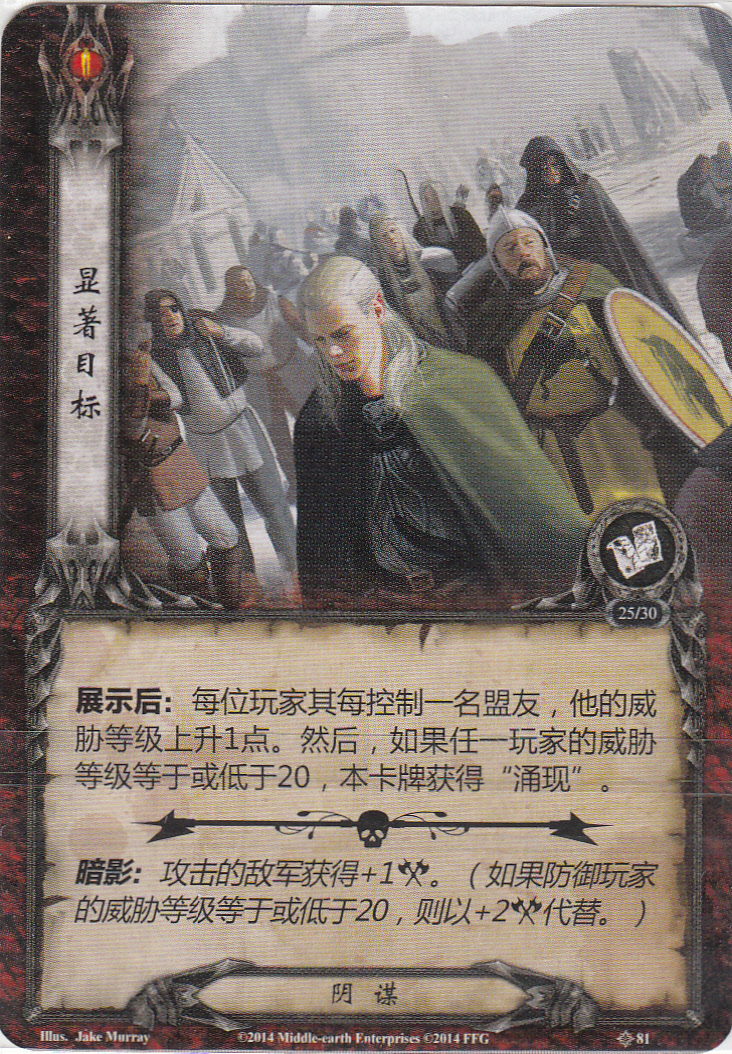 显著目标
25/30
展示后：每位玩家其每控制一名盟友，他的威
胁等级上升1点。然后，如果任一玩家的威胁
等级等于或低于20，本卡牌获得“涌现”。
暗影：攻击的敌军获得+1。（如果防御玩家
的威胁等级等于或低于20，则以+2代替。）
阴谋
Illus. Jake Murray
©2014 Middle-earth Enterprises ©2014 FFG
81